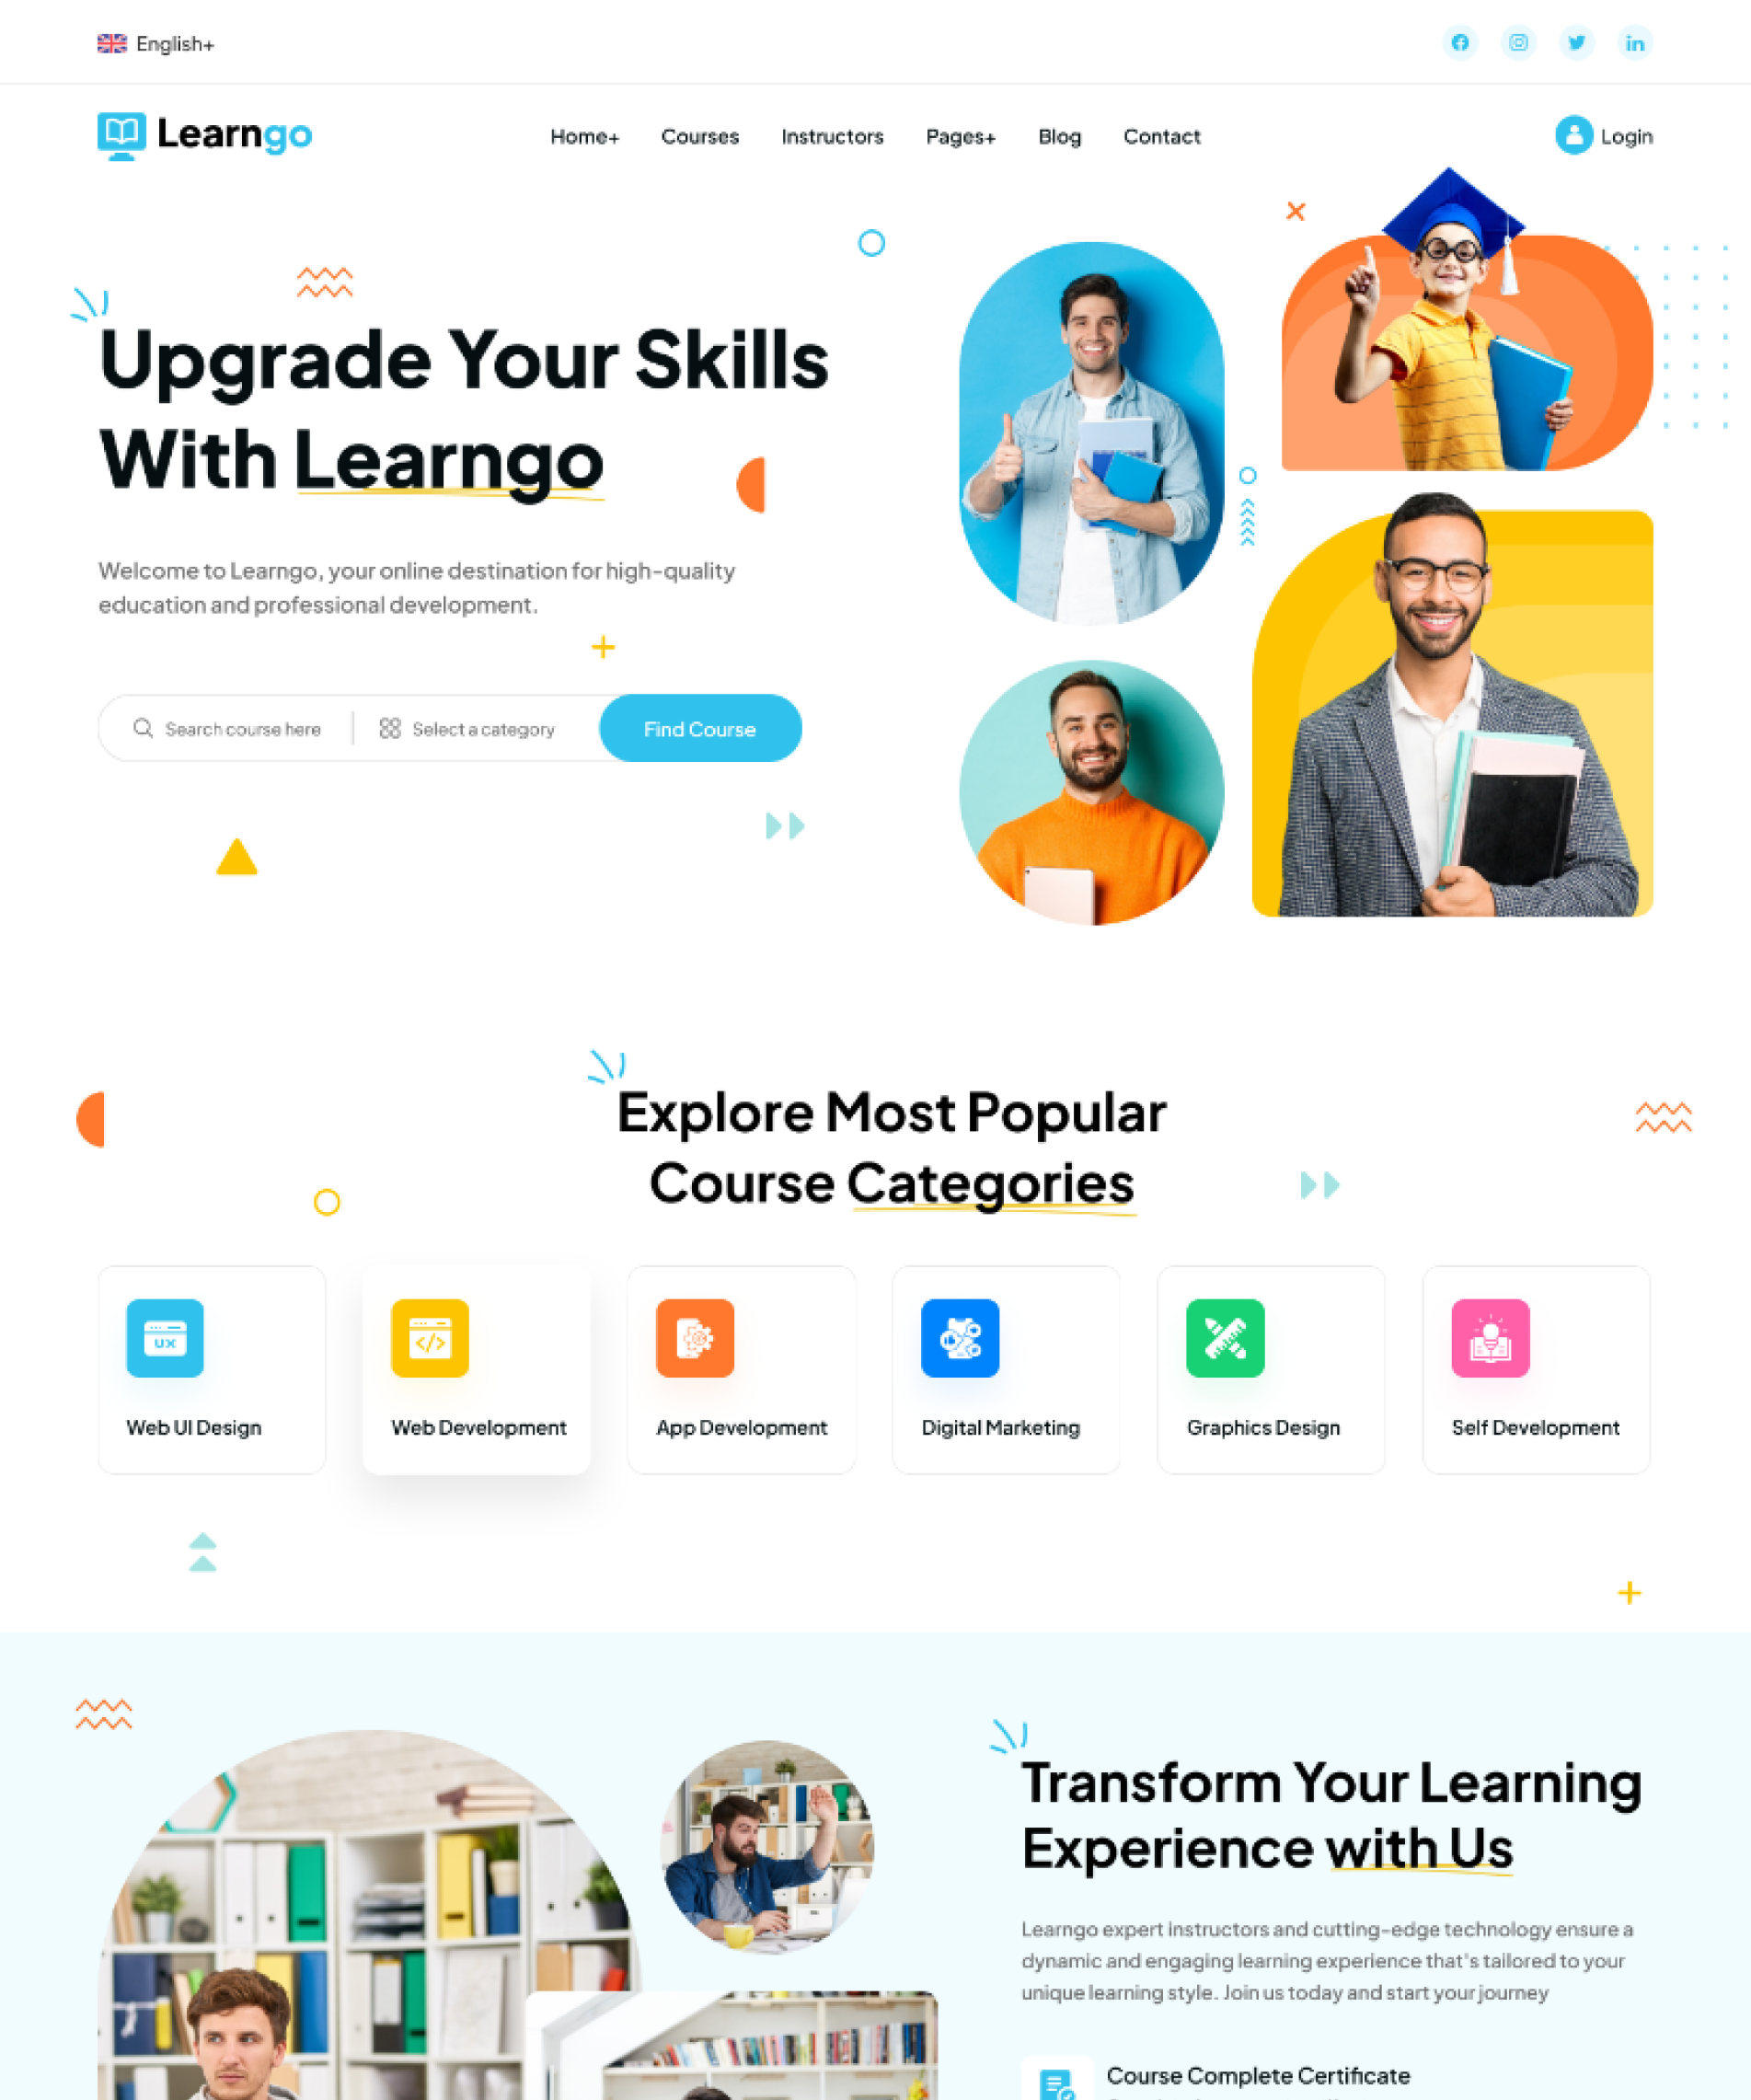 English+
Learngo
Home+ Courses Instructors Pages+ Blog Contact
Login
Upgrade Your Skills
With Learngo
Welcome to Learngo, your online destination for high-quality
education and professional development.
Search course here
Select a category
Find Course
Explore Most Popular
Course Categories
UX
Web UI Design
Web Development
App Development
Digital Marketing
Graphics Design
Self Development
Transform Your Learning
Experience with Us
Learngo expert instructors and cutting-edge technology ensure a
dynamic and engaging learning experience that's tailored to your
unique learning style. Join us today and start your journey
Course Complete Certificate